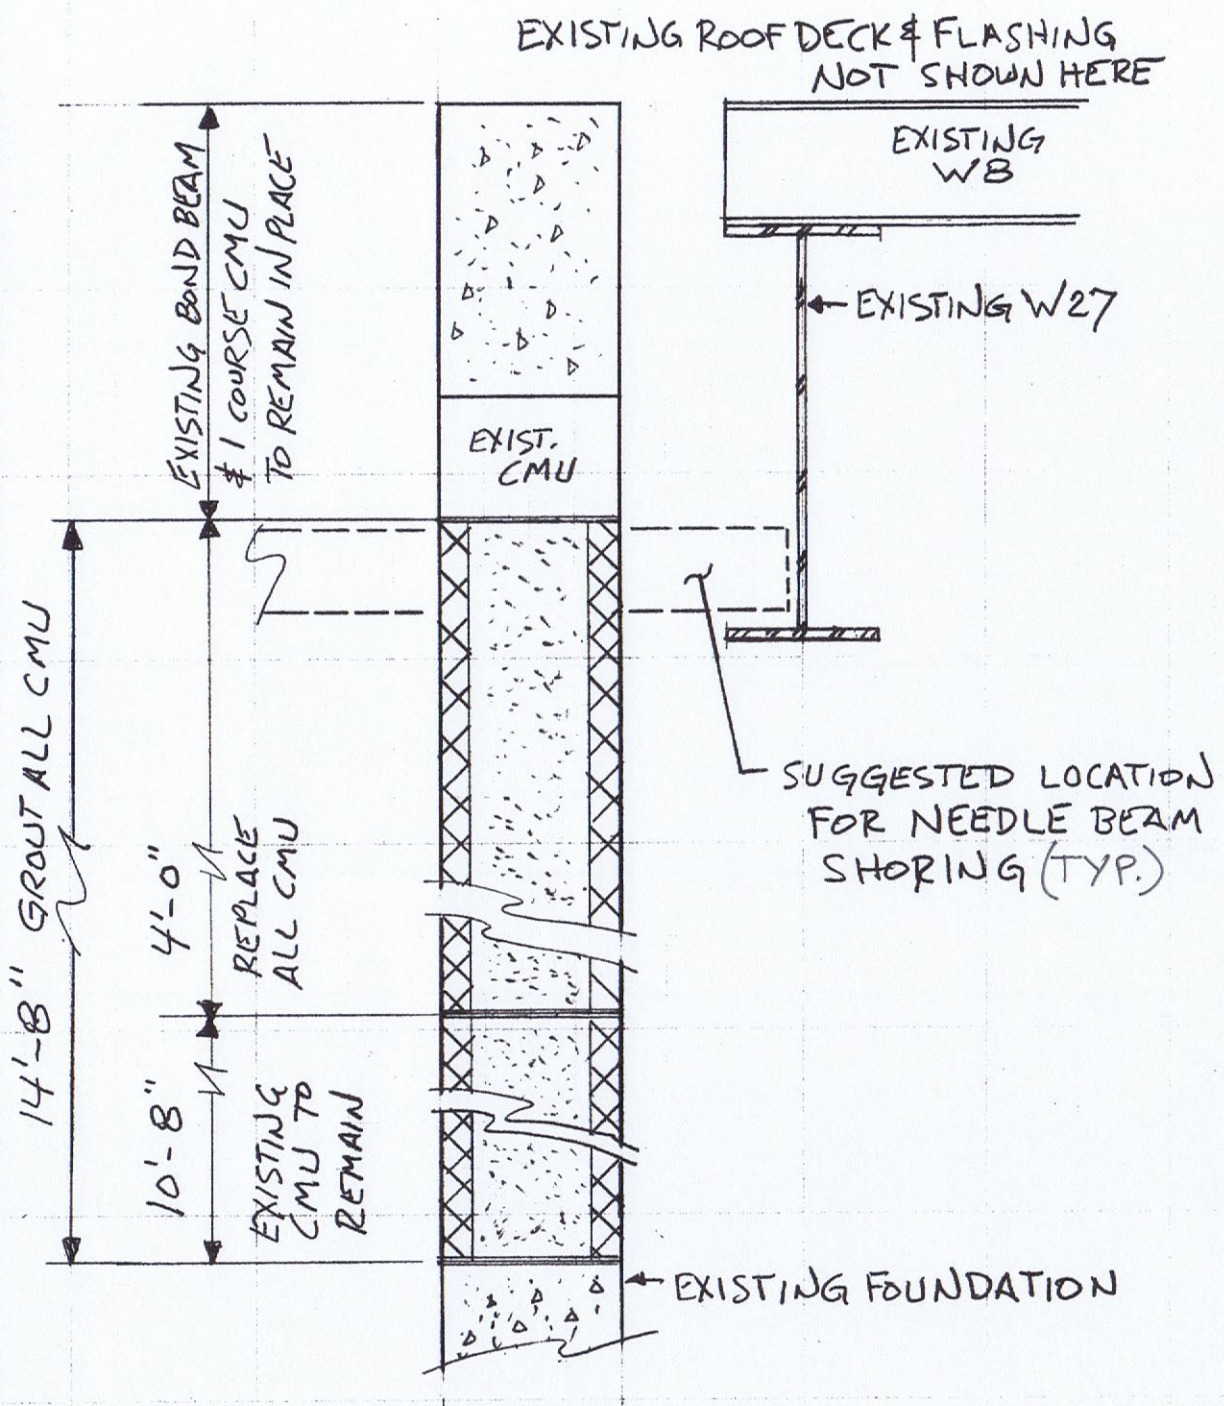 EXISTING ROOF DECK & FLASHING
NOT SHOWN HERE
EXISTING
W8
EXISTING W27
EXISTING BOND BEAM
& 1 COURSE CMU
TO REMAIN IN PLACE
EXIST.
CMU
14'-8" GROUT ALL CMU
4'-0"
REPLACE
ALL CMU
SUGGESTED LOCATION
FOR NEEDLE BEAM
SHORING (TYP.)
10'-8"
EXISTING
CMU TO
REMAIN
EXISTING FOUNDATION